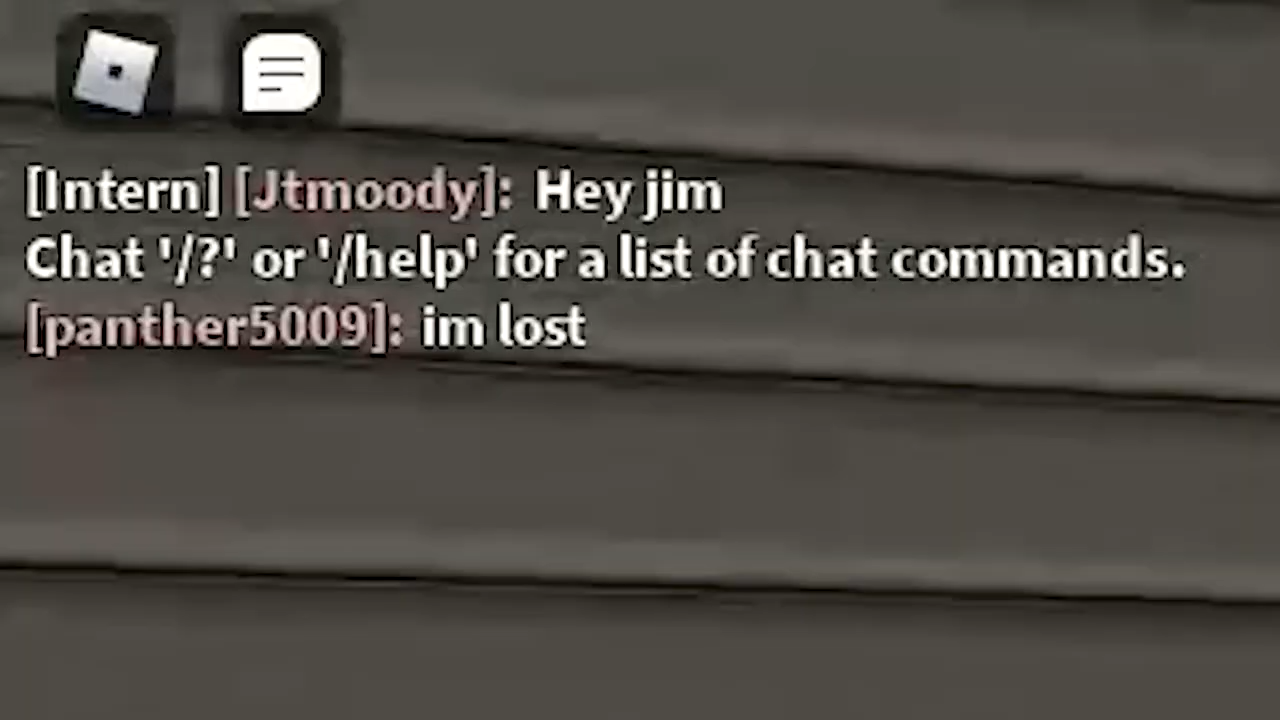 [Intern] [Jtmoody]: Hey jim
Chat '/?' or '/help' for a list of chat commands.
[panther5009]: im lost